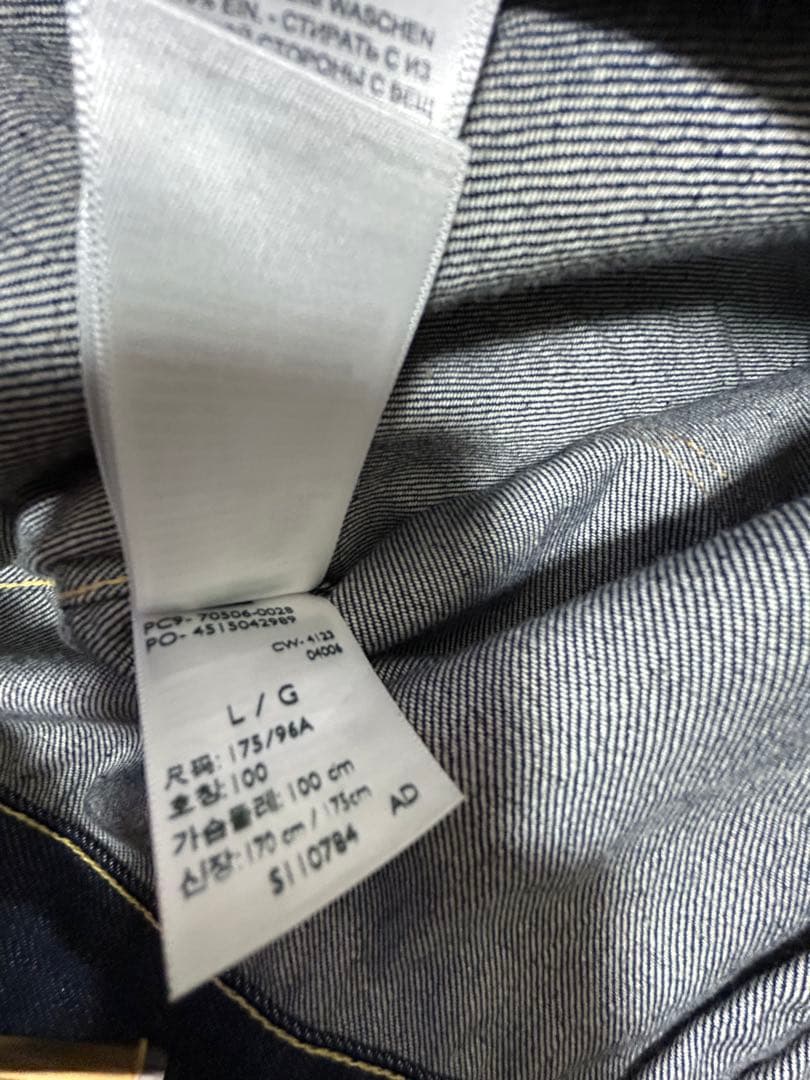 WASCHEN
EIN. - СТИРАТЬ С ИЗ
СТОРОНЫ С ВЕЩ
PC9- 70506-0028
PO- 4515042989
CW- 4123
04006
L / G
尺码: 175/96A
호칭: 100
가슴둘레: 100 cm
신장: 170 cm / 175cm
S110784
AD